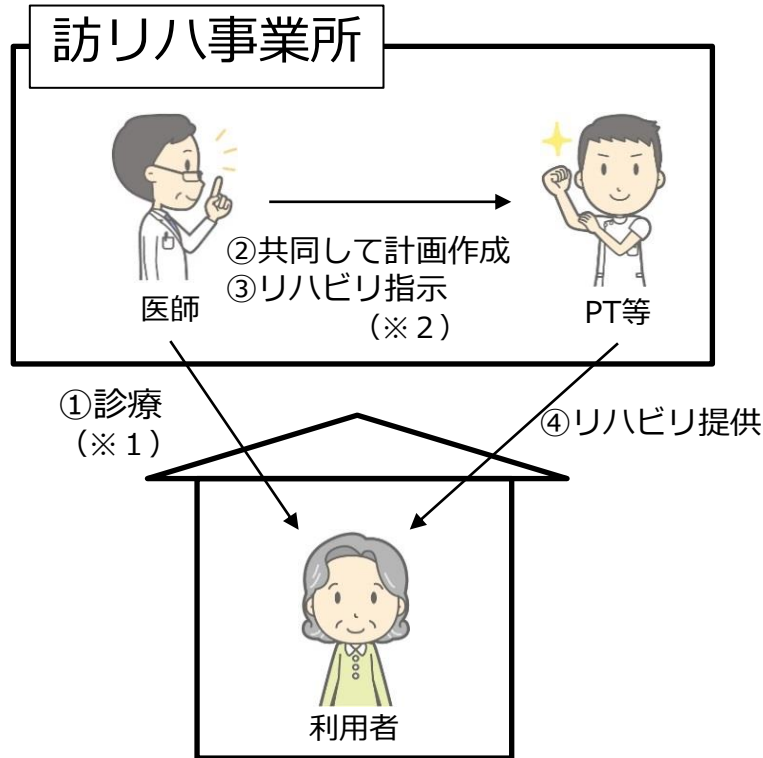 訪リハ事業所
②共同して計画作成
③リハビリ指示
（※２）
医師
PT等
①診療
（※１）
④リハビリ提供
利用者